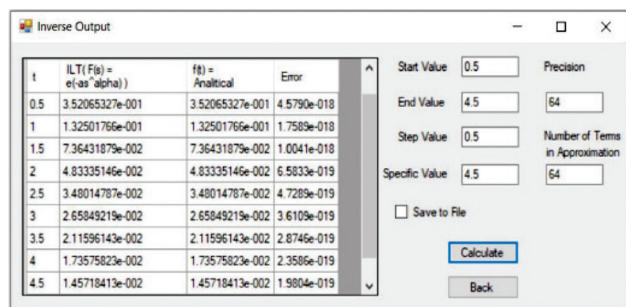 Inverse Output
t ILT( F(s) = e(-as^alpha) ) f(t) = Analitical Error
0.5 3.52065327e-001 3.52065327e-001 4.5790e-018
1 1.32501766e-001 1.32501766e-001 1.7589e-018
1.5 7.36431879e-002 7.36431879e-002 1.0041e-018
2 4.83335146e-002 4.83335146e-002 6.5833e-019
2.5 3.48014787e-002 3.48014787e-002 4.7289e-019
3 2.65849219e-002 2.65849219e-002 3.6109e-019
3.5 2.11596143e-002 2.11596143e-002 2.8746e-019
4 1.73575823e-002 1.73575823e-002 2.3586e-019
4.5 1.45718413e-002 1.45718413e-002 1.9804e-019
Start Value 0.5 Precision
End Value 4.5 64
Step Value 0.5 Number of Terms
in Approximation
Specific Value 4.5 64
Save to File
Calculate
Back